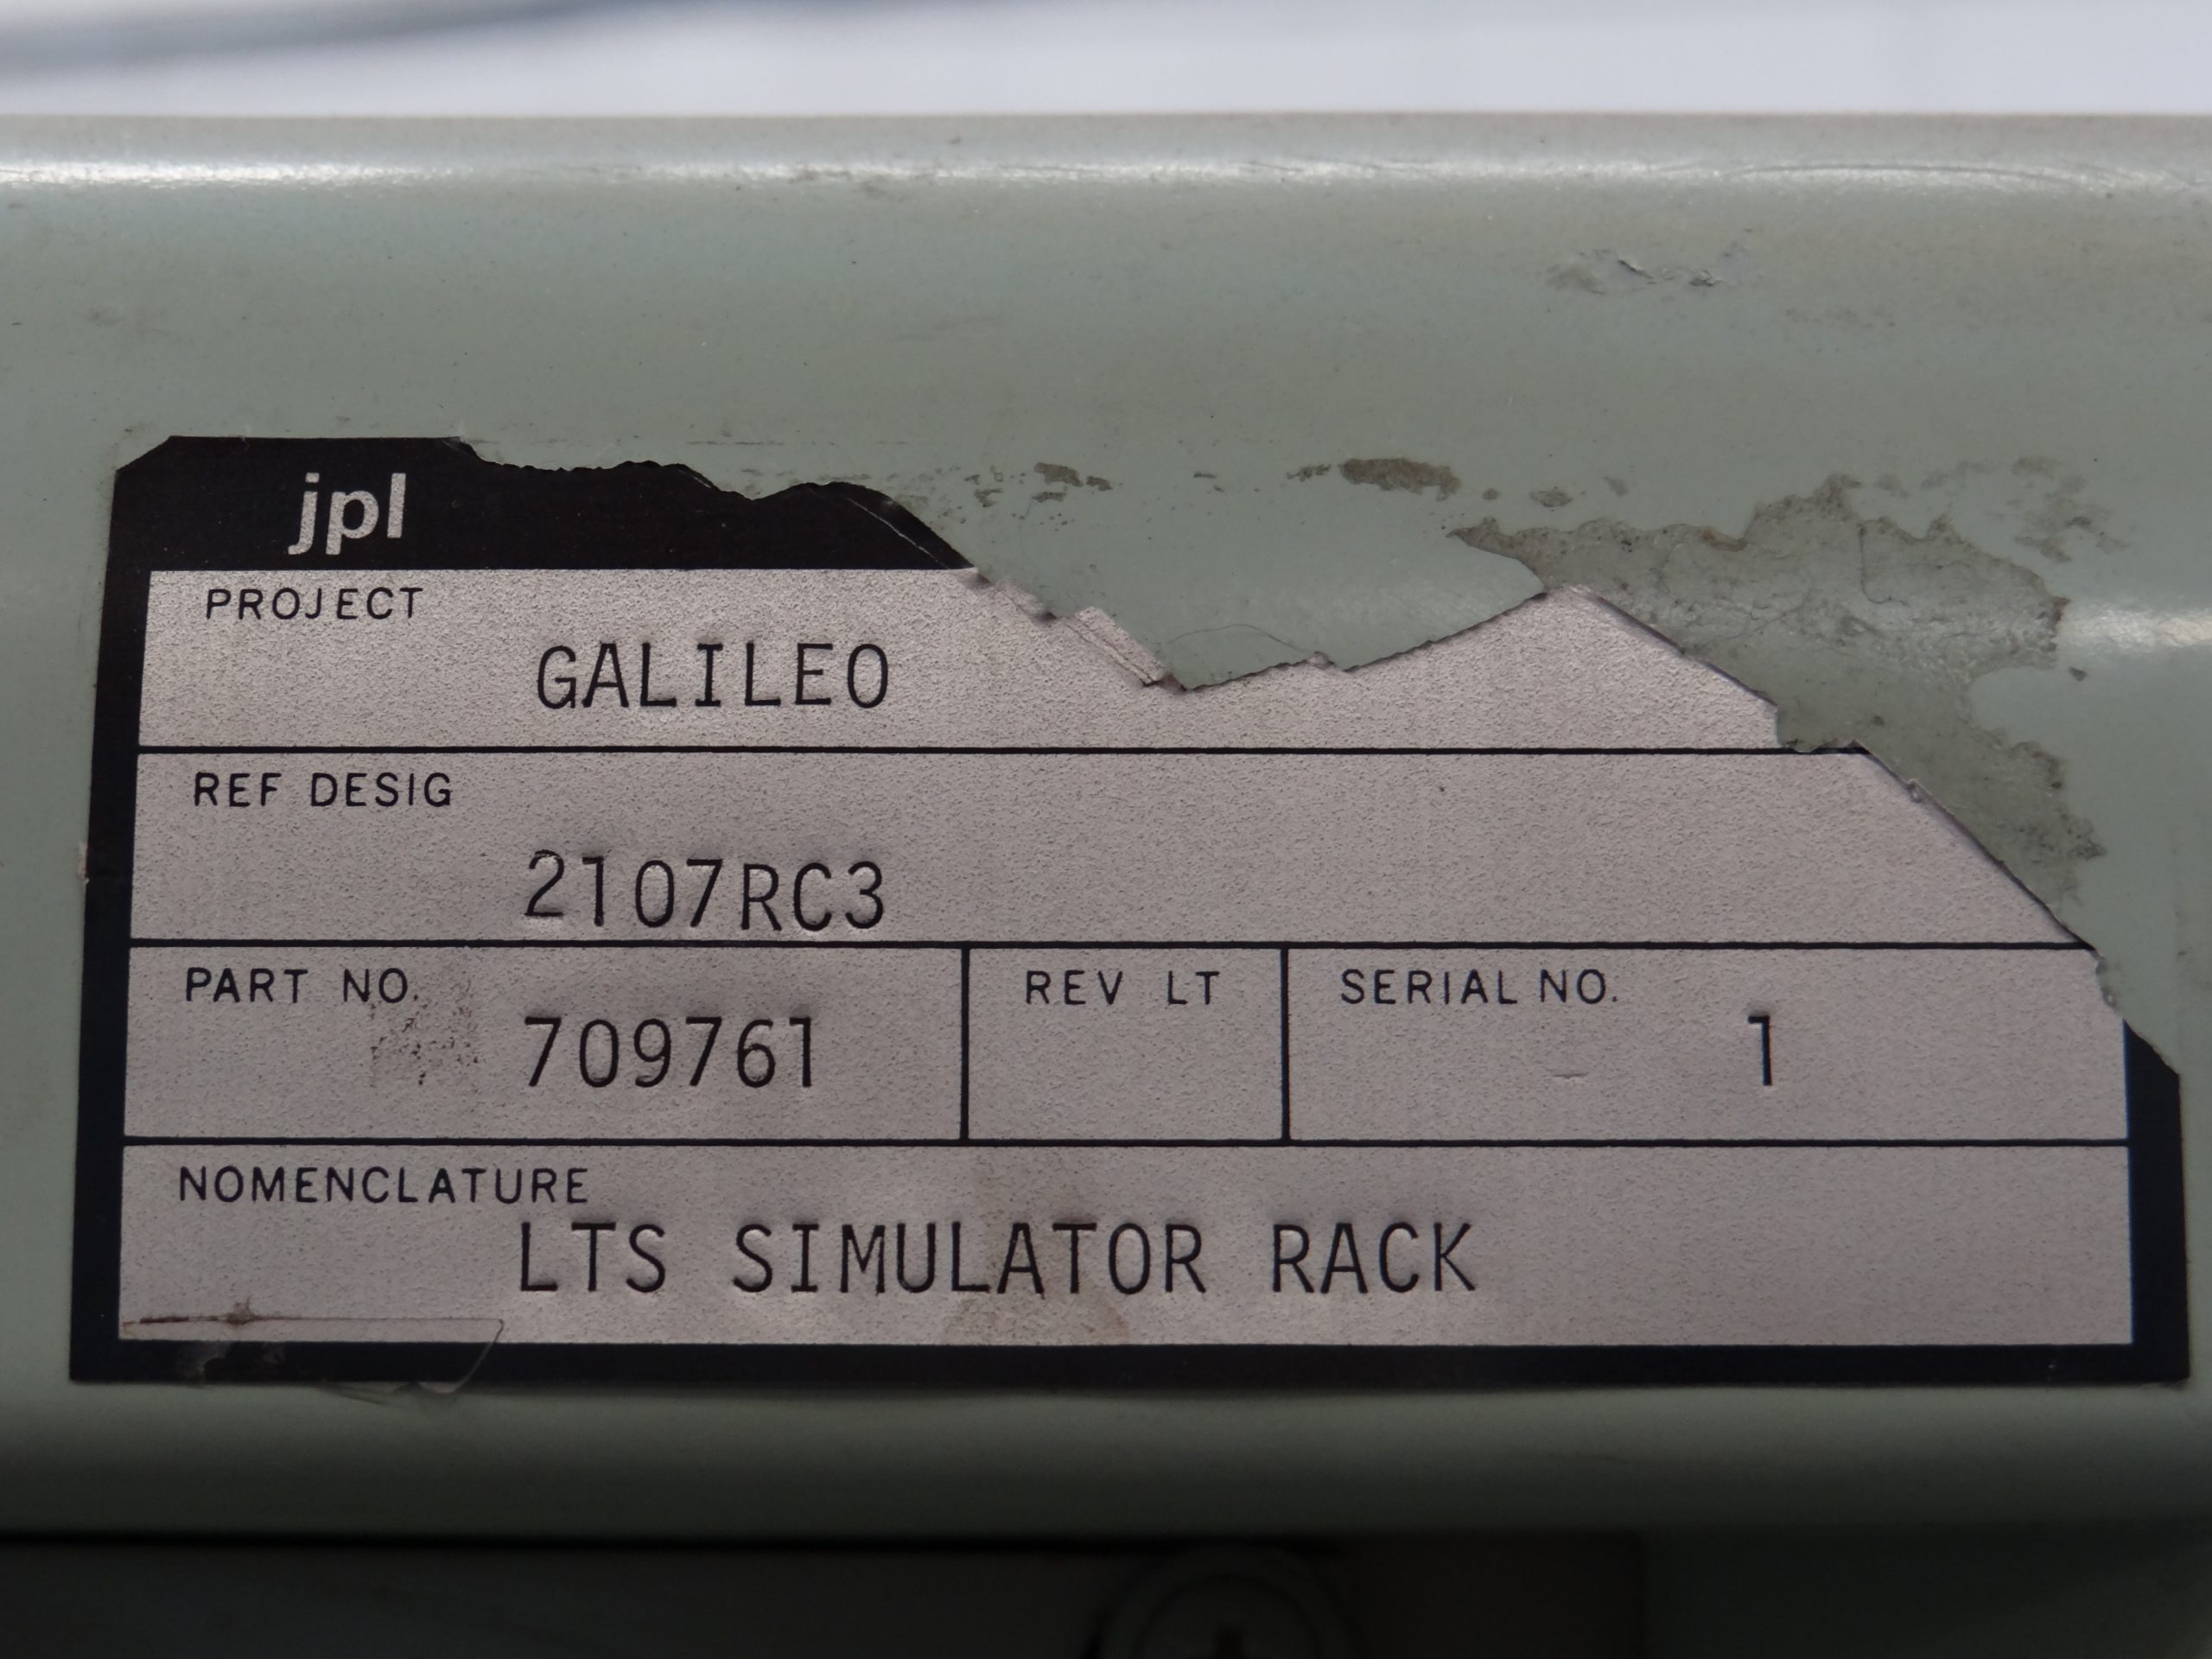 jpl
PROJECT
GALILEO
REF DESIG
2107RC3
PART NO. REV LT SERIAL NO.
709761 1
NOMENCLATURE
LTS SIMULATOR RACK